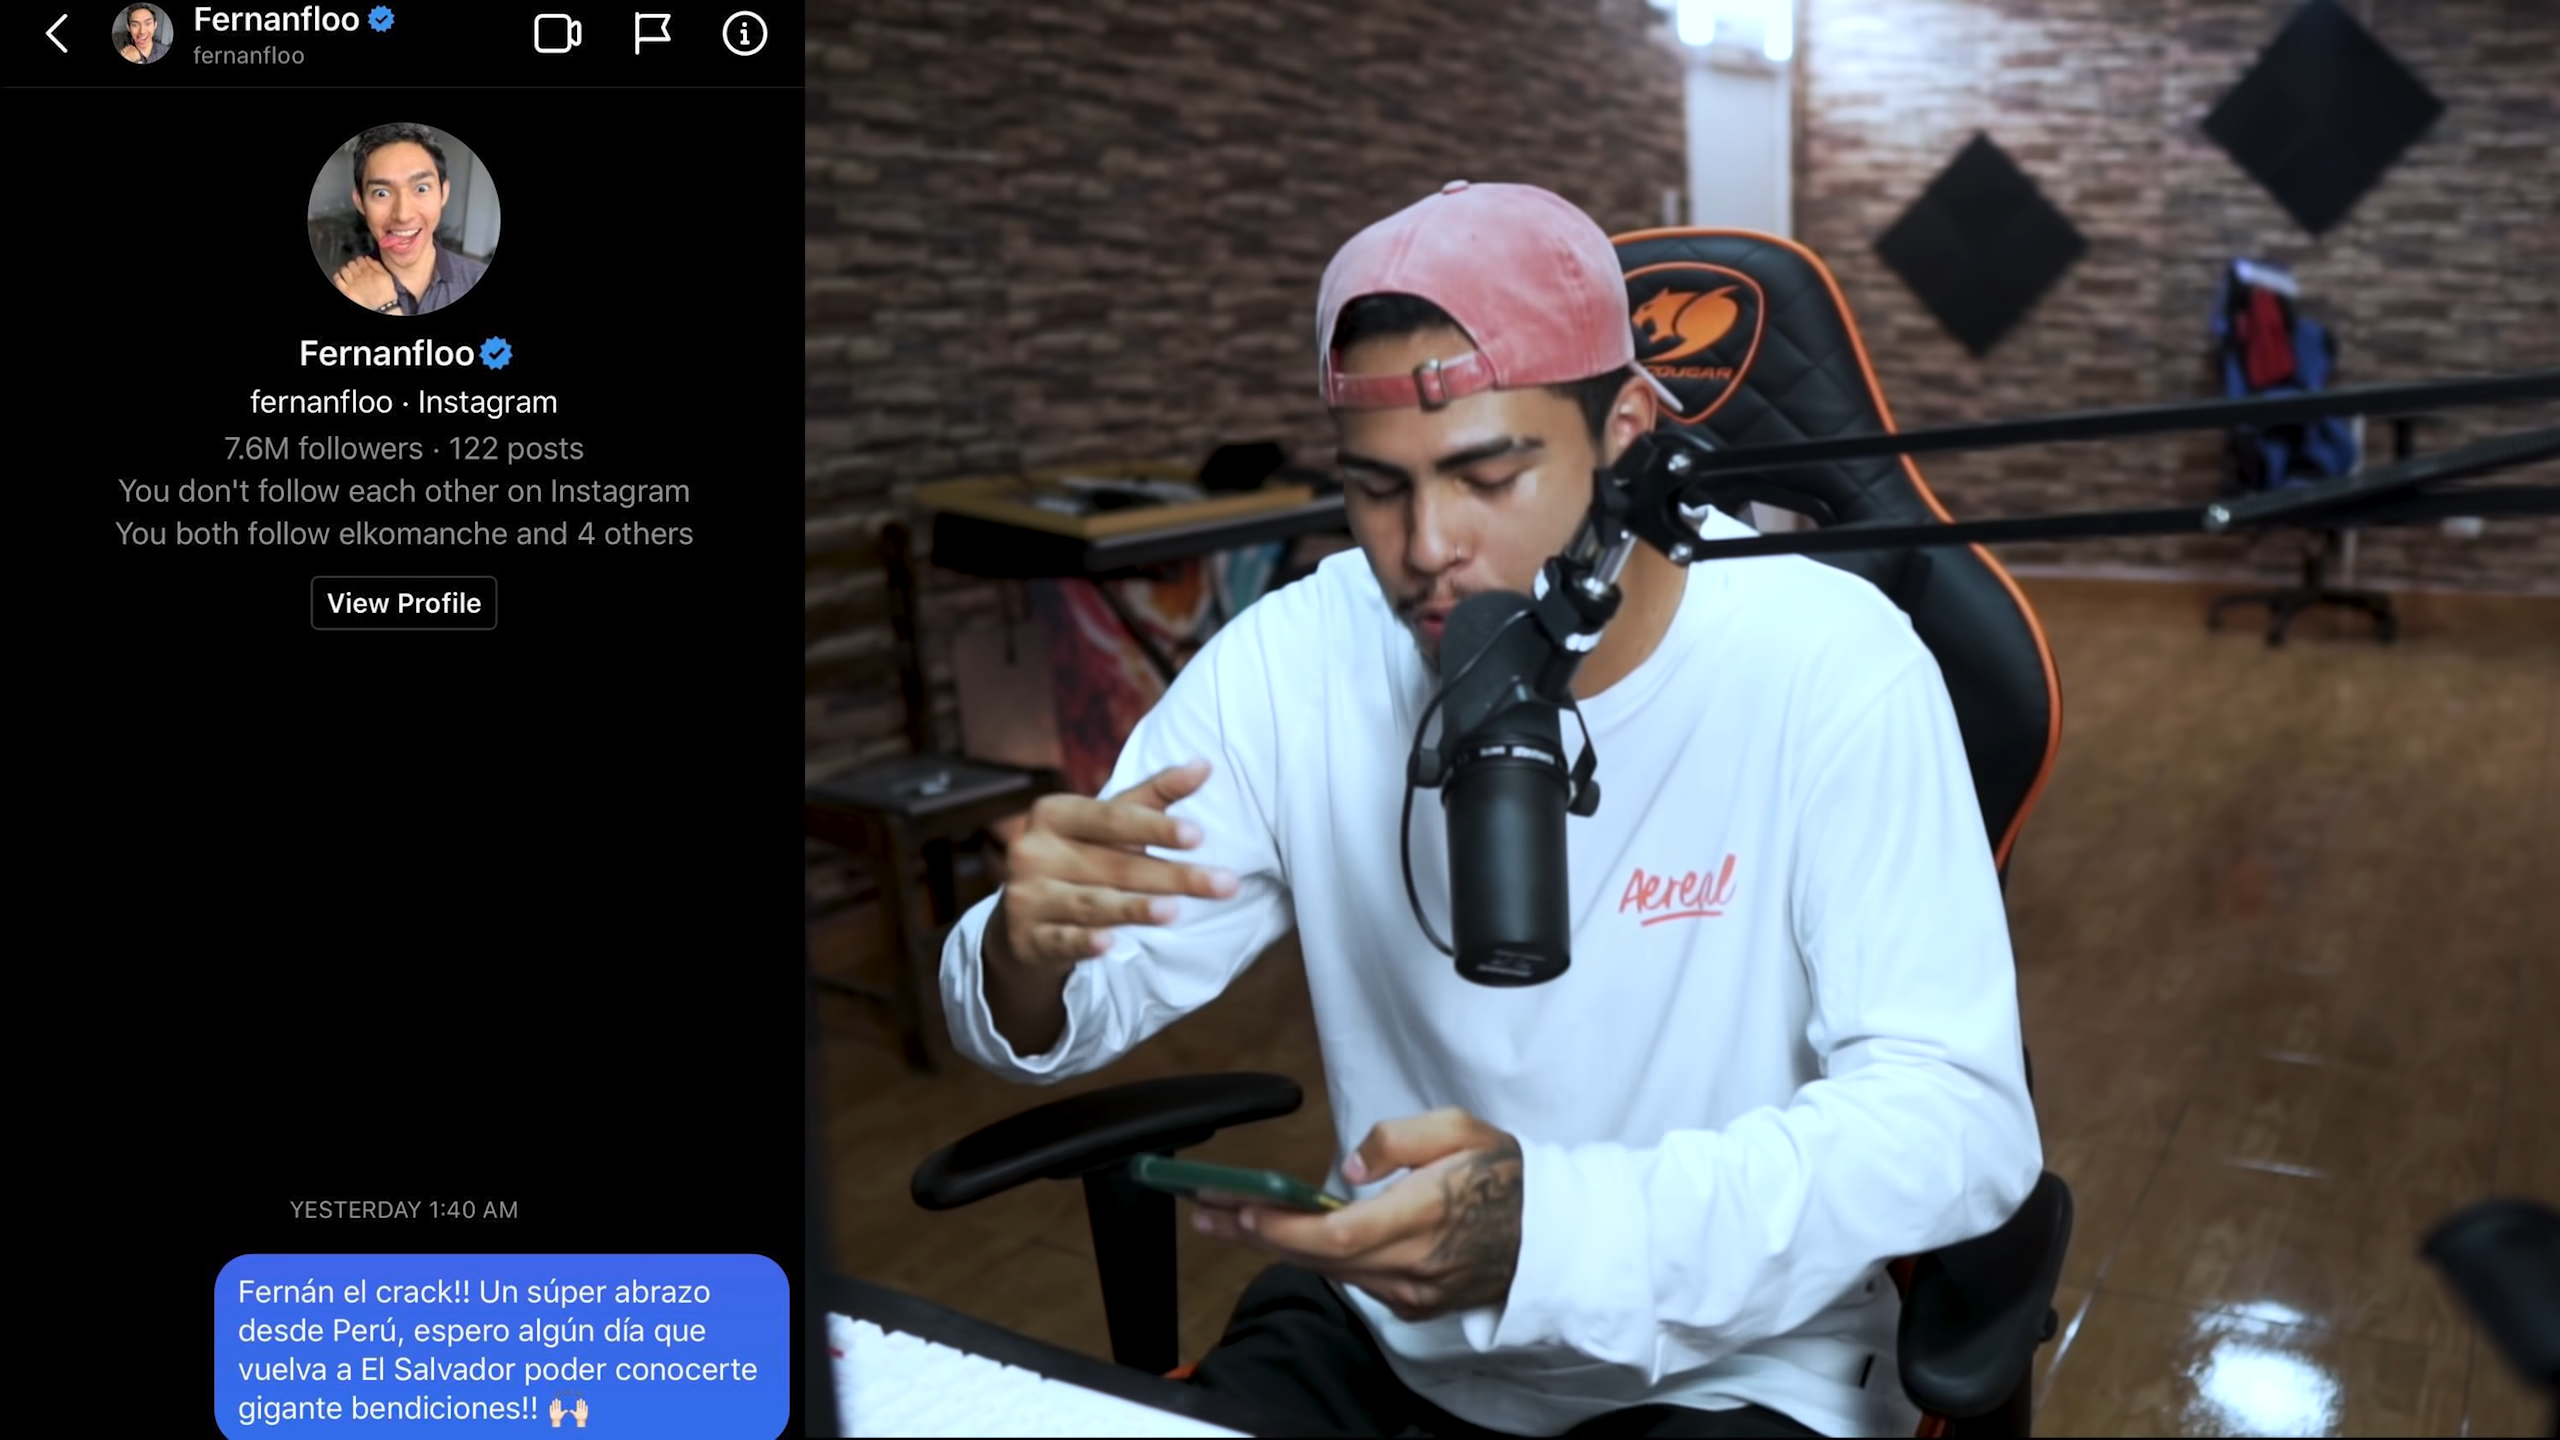 Fernanfloo
fernanfloo
Fernanfloo
fernanfloo · Instagram
7.6M followers · 122 posts
You don't follow each other on Instagram
You both follow elkomanche and 4 others
View Profile
YESTERDAY 1:40 AM
Fernán el crack!! Un súper abrazo
desde Perú, espero algún día que
vuelva a El Salvador poder conocerte
gigante bendiciones!! 🙌🏻
COUGAR
Aereal